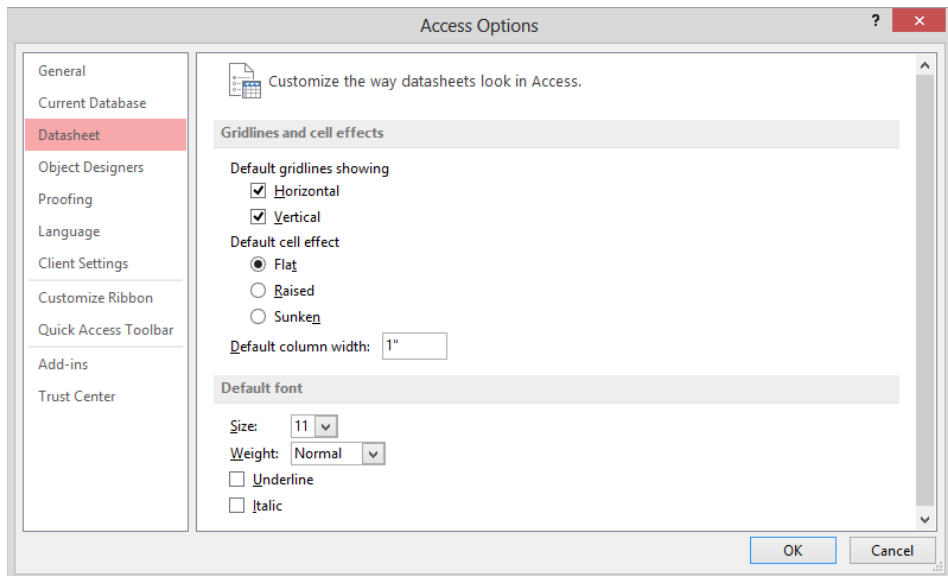 Access Options
?
General
Current Database
Datasheet
Object Designers
Proofing
Language
Client Settings
Customize Ribbon
Quick Access Toolbar
Add-ins
Trust Center
Customize the way datasheets look in Access.
Gridlines and cell effects
Default gridlines showing
Horizontal
Vertical
Default cell effect
Flat
Raised
Sunken
Default column width: 1"
Default font
Size: 11
Weight: Normal
Underline
Italic
OK Cancel